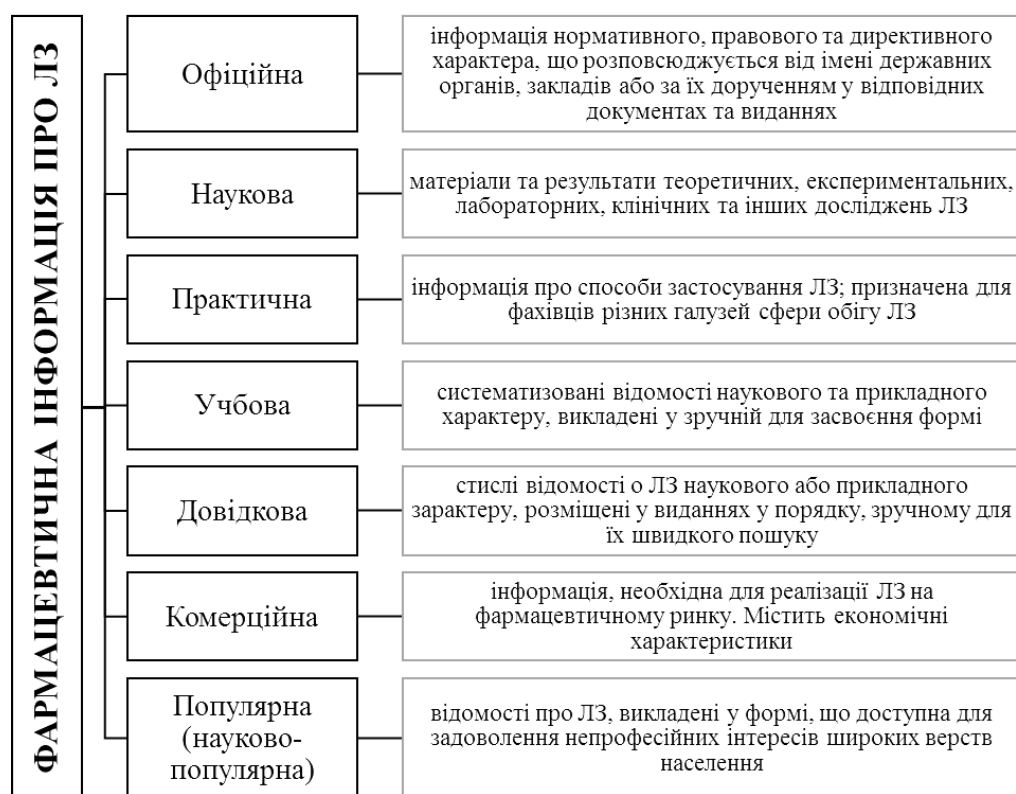 ФАРМАЦЕВТИЧНА ІНФОРМАЦІЯ ПРО ЛЗ
Офіційна
інформація нормативного, правового та директивного
характера, що розповсюджується від імені державних
органів, закладів або за їх дорученням у відповідних
документах та виданнях
Наукова
матеріали та результати теоретичних, експериментальних,
лабораторних, клінічних та інших досліджень ЛЗ
Практична
інформація про способи застосування ЛЗ; призначена для
фахівців різних галузей сфери обігу ЛЗ
Учбова
систематизовані відомості наукового та прикладного
характеру, викладені у зручній для засвоєння формі
Довідкова
стислі відомості о ЛЗ наукового або прикладного
зарактеру, розміщені у виданнях у порядку, зручному для
їх швидкого пошуку
Комерційна
інформація, необхідна для реалізації ЛЗ на
фармацевтичному ринку. Містить економічні
характеристики
Популярна
(науково-
популярна)
відомості про ЛЗ, викладені у формі, що доступна для
задоволення непрофесійних інтересів широких верств
населення